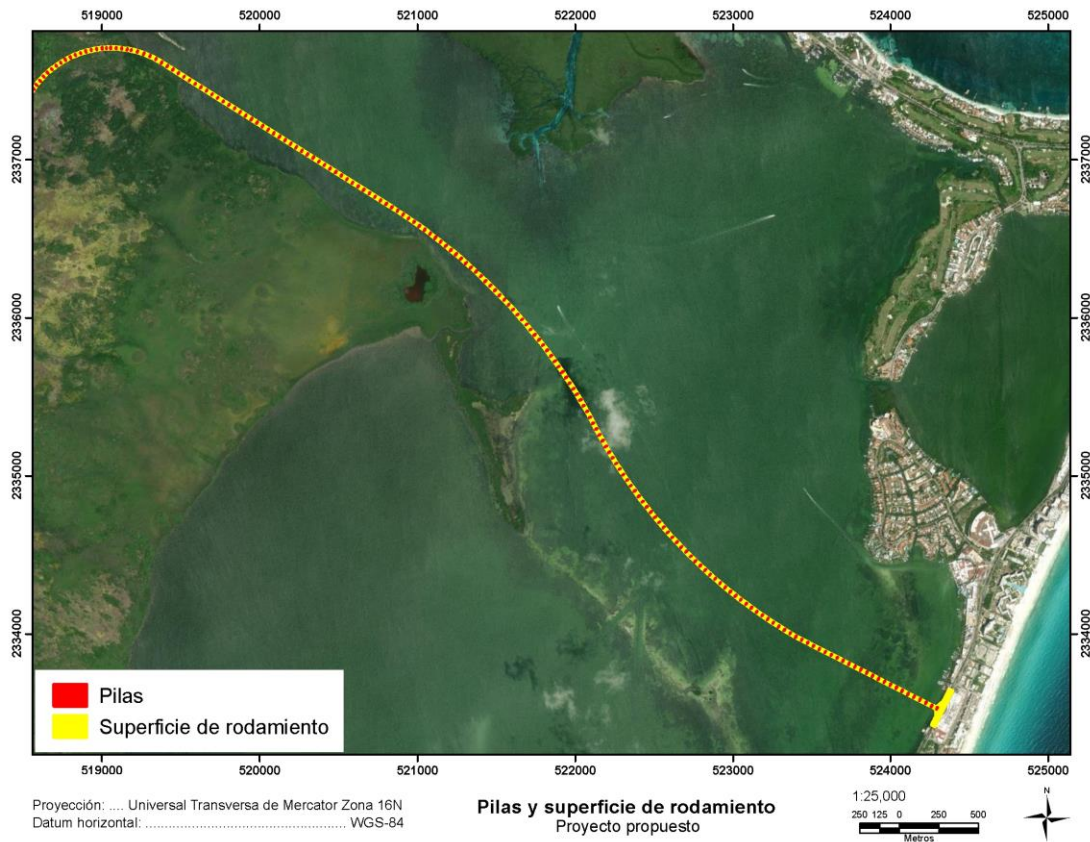 519000 520000 521000 522000 523000 524000 525000
2337000 2337000
2336000 2336000
2335000 2335000
2334000 2334000
Pilas
Superficie de rodamiento
519000 520000 521000 522000 523000 524000 525000
Proyección: .... Universal Transversa de Mercator Zona 16N
Datum horizontal: .................................................... WGS-84
Pilas y superficie de rodamiento
Proyecto propuesto
1:25,000
250 125 0 250 500
Metros
N